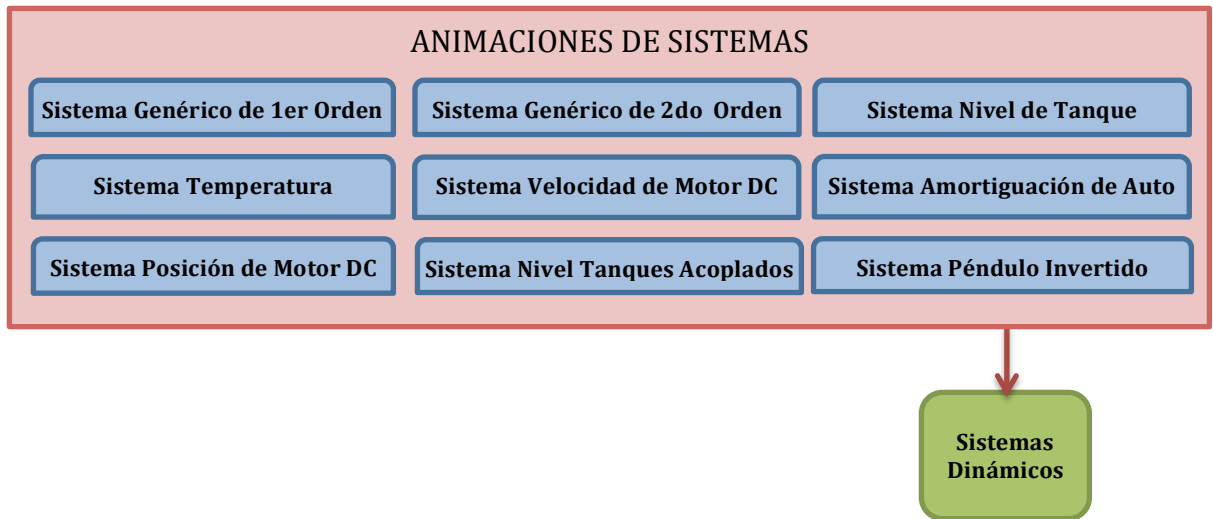 ANIMACIONES DE SISTEMAS
Sistema Genérico de 1er Orden
Sistema Genérico de 2do Orden
Sistema Nivel de Tanque
Sistema Temperatura
Sistema Velocidad de Motor DC
Sistema Amortiguación de Auto
Sistema Posición de Motor DC
Sistema Nivel Tanques Acoplados
Sistema Péndulo Invertido
Sistemas
Dinámicos